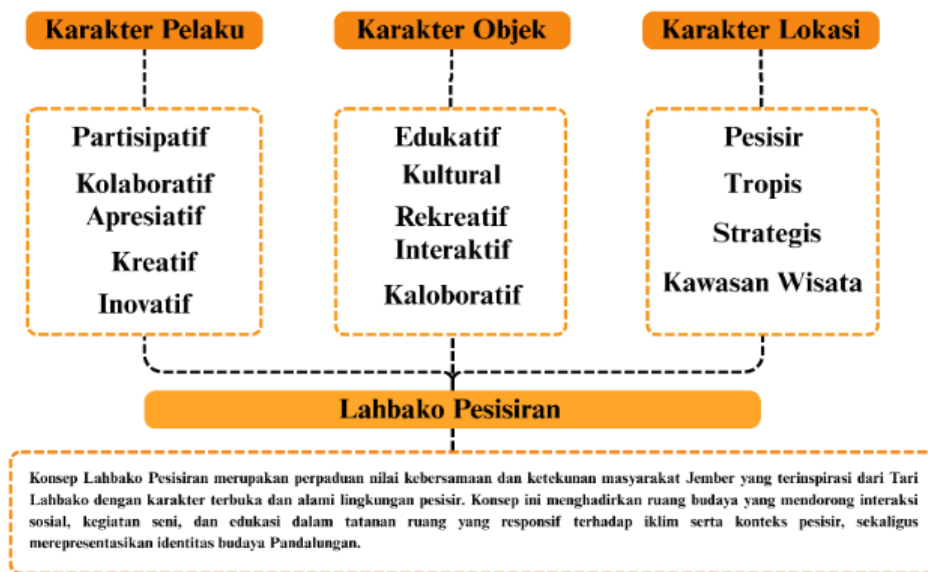 Karakter Pelaku
Karakter Objek
Karakter Lokasi
Partisipatif
Kolaboratif
Apresiatif
Kreatif
Inovatif
Edukatif
Kultural
Rekreatif
Interaktif
Kaloboratif
Pesisir
Tropis
Strategis
Kawasan Wisata
Lahbako Pesisiran
Konsep Lahbako Pesisiran merupakan perpaduan nilai kebersamaan dan ketekunan masyarakat Jember yang terinspirasi dari Tari
Lahbako dengan karakter terbuka dan alami lingkungan pesisir. Konsep ini menghadirkan ruang budaya yang mendorong interaksi
sosial, kegiatan seni, dan edukasi dalam tatanan ruang yang responsif terhadap iklim serta konteks pesisir, sekaligus
merepresentasikan identitas budaya Pandalungan.